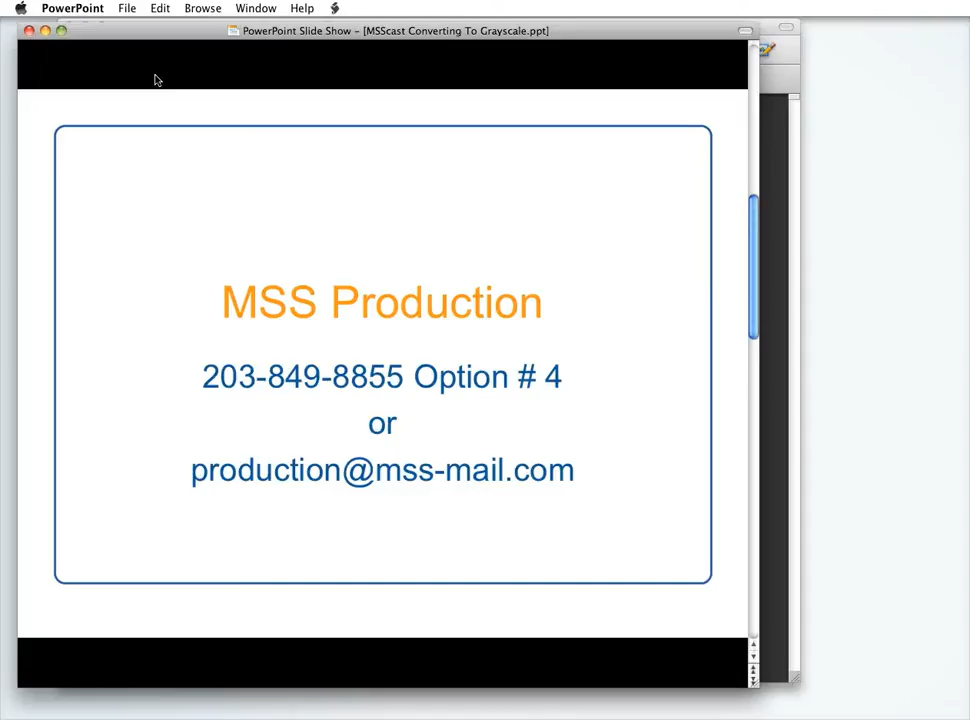 PowerPoint File Edit Browse Window Help
PowerPoint Slide Show – [MSScast Converting To Grayscale.ppt]
MSS Production
203-849-8855 Option # 4
or
production@mss-mail.com